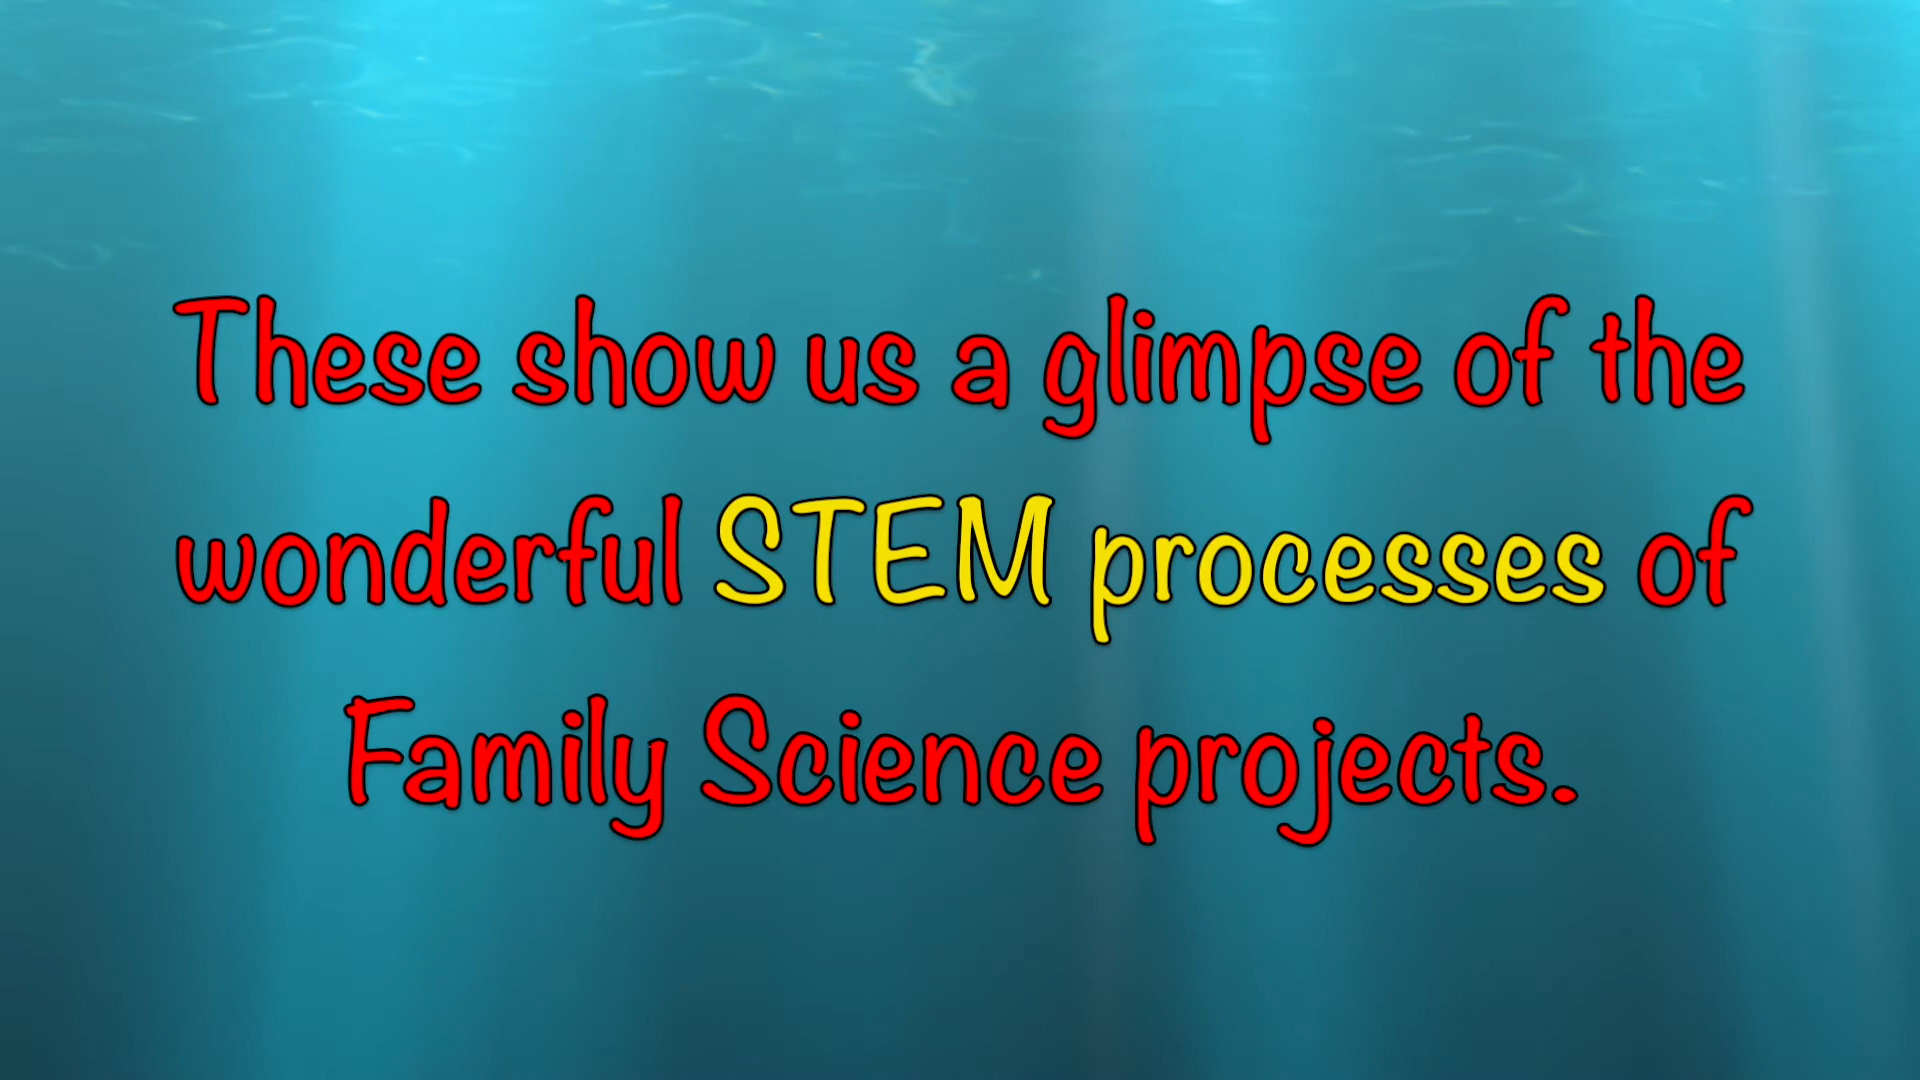 These show us a glimpse of the
wonderful STEM processes of
Family Science projects.